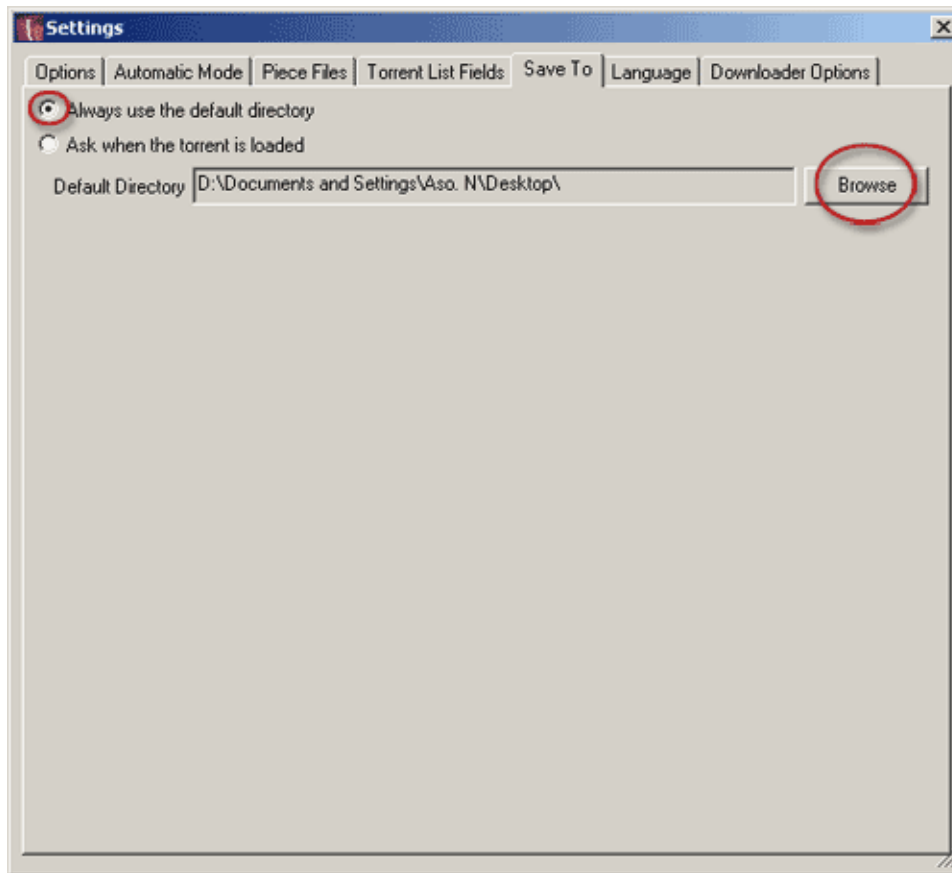 Settings
Options Automatic Mode Piece Files Torrent List Fields Save To Language Downloader Options
Always use the default directory
Ask when the torrent is loaded
Default Directory D:\Documents and Settings\Aso. N\Desktop\ Browse